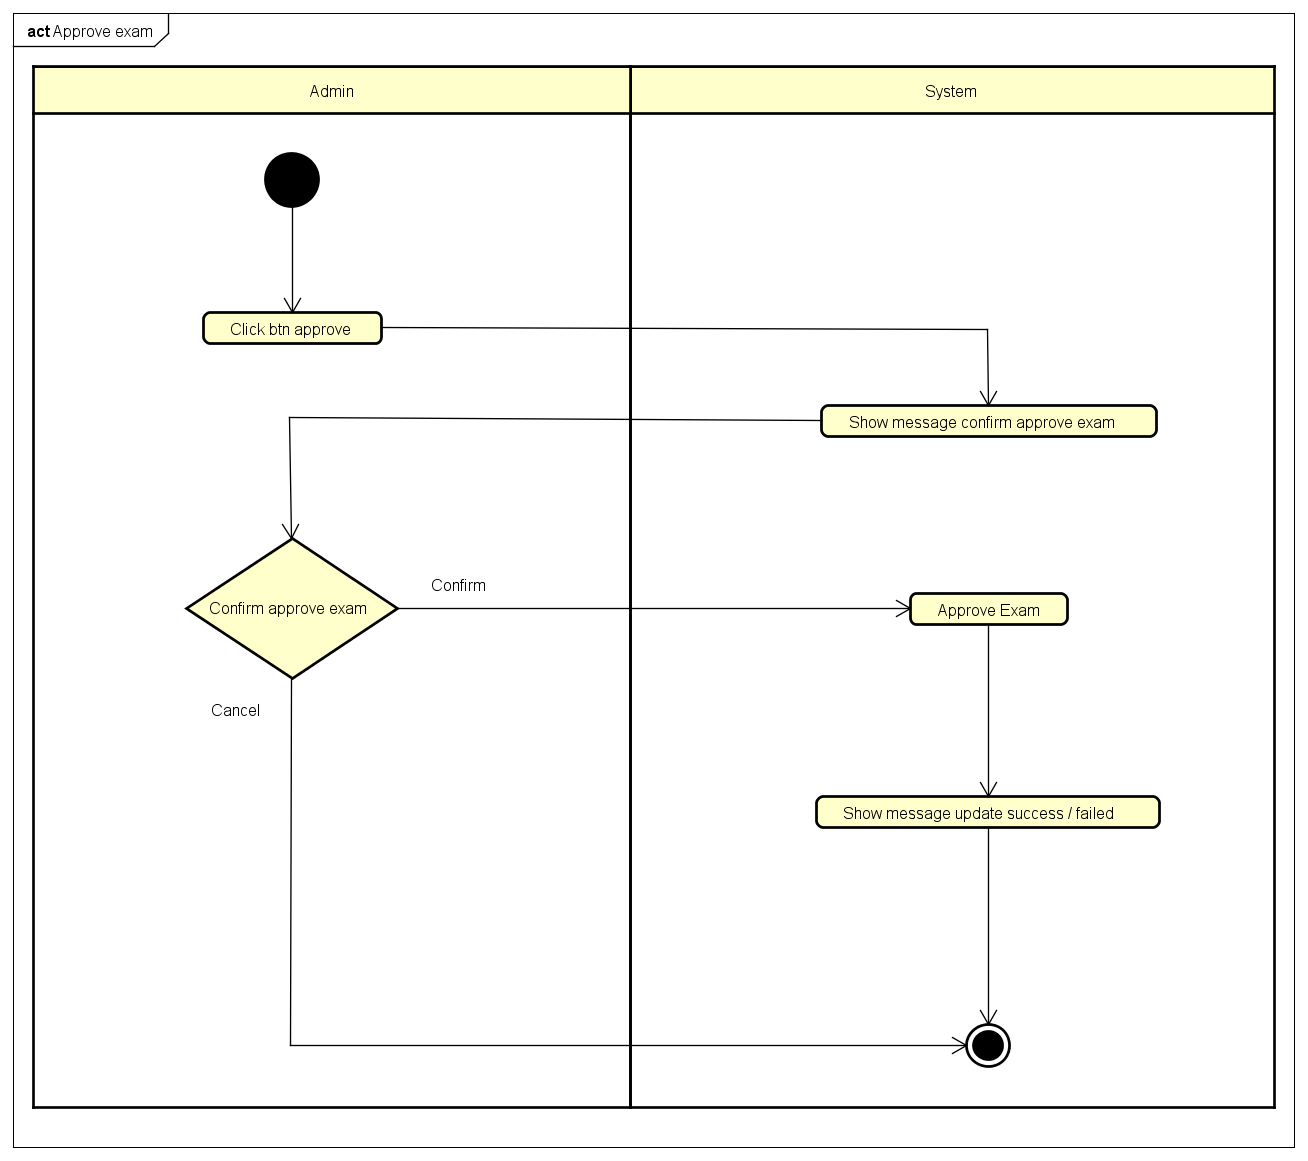 act Approve exam
Admin
System
Click btn approve
Show message confirm approve exam
Confirm
Confirm approve exam
Approve Exam
Cancel
Show message update success / failed